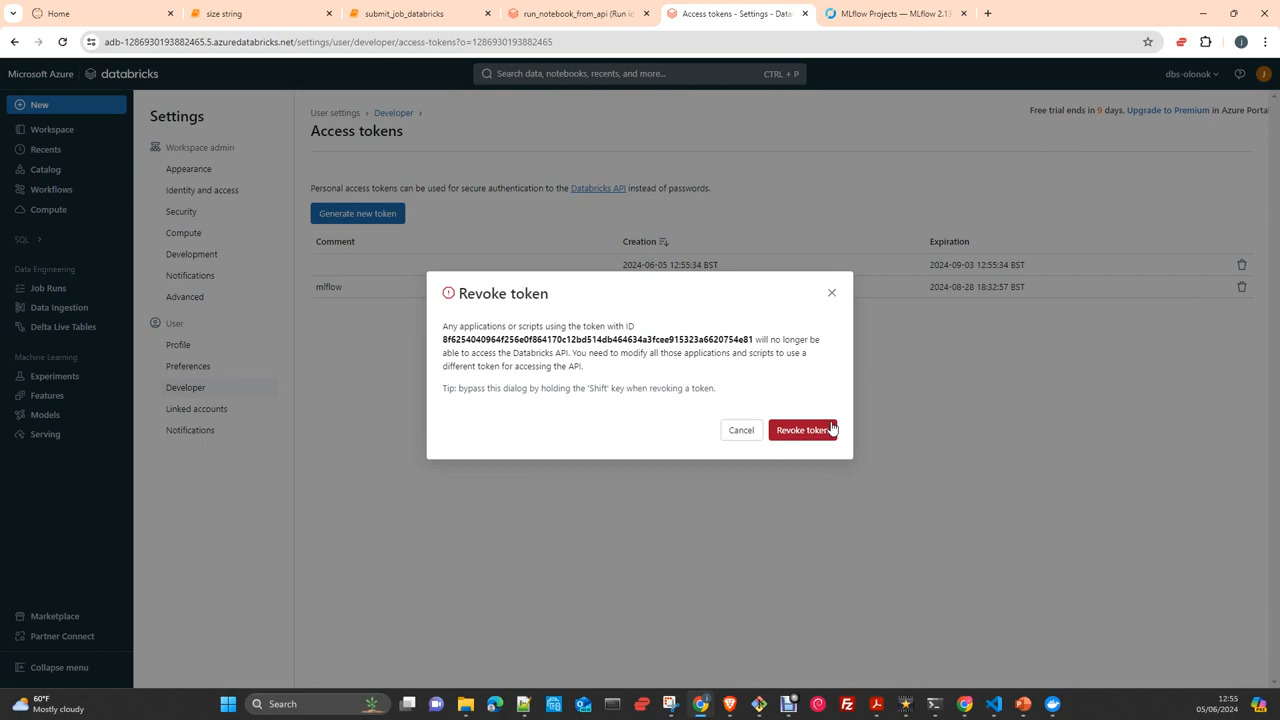 Home
size string
submit_job_databricks
run_notebook_from_api (Run id
Access tokens - Settings - Data
MLflow Projects — MLflow 2.13
adb-1286930193882465.5.azuredatabricks.net/settings/user/developer/access-tokens?o=1286930193882465
Microsoft Azure
databricks
Search data, notebooks, recents, and more...
CTRL + P
dbs-olonok
J
New
Workspace
Recents
Catalog
Workflows
Compute
SQL
Data Engineering
Job Runs
Data Ingestion
Delta Live Tables
Machine Learning
Experiments
Features
Models
Serving
Marketplace
Partner Connect
Collapse menu
Settings
Workspace admin
Appearance
Identity and access
Security
Compute
Development
Notifications
Advanced
User
Profile
Preferences
Developer
Linked accounts
Notifications
User settings > Developer >
Free trial ends in 9 days. Upgrade to Premium in Azure Portal
Access tokens
Personal access tokens can be used for secure authentication to the Databricks API instead of passwords.
Generate new token
Comment Creation Expiration
2024-06-05 12:55:34 BST 2024-09-03 12:55:34 BST
mlflow 2024-08-28 18:32:57 BST
Revoke token
Any applications or scripts using the token with ID
8f6254040964f256e0f864170c12bd514db464634a3fcee915323a6620754e81 will no longer be
able to access the Databricks API. You need to modify all those applications and scripts to use a
different token for accessing the API.
Tip: bypass this dialog by holding the 'Shift' key when revoking a token.
Cancel
Revoke token
60°F
Mostly cloudy
Search
12:55
05/06/2024